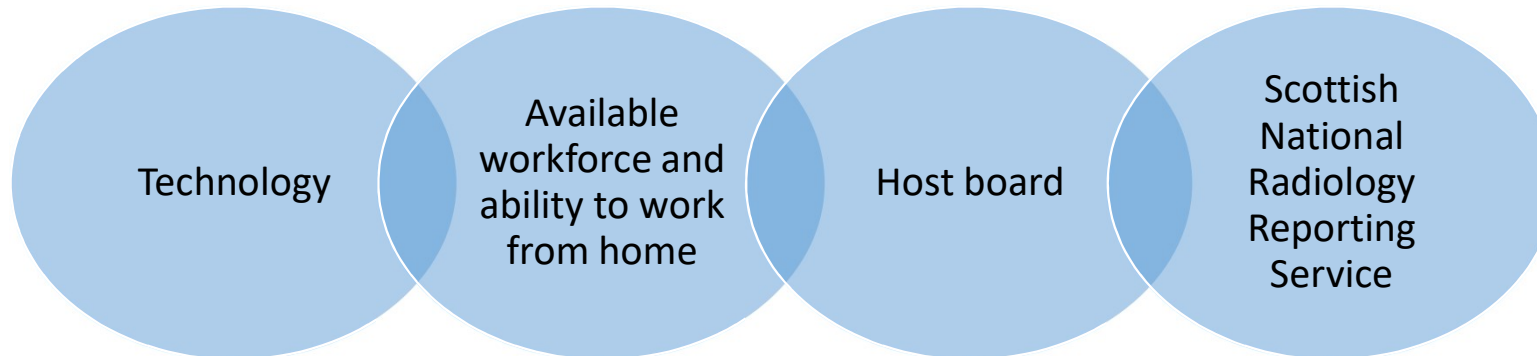 Technology
Available
workforce and
ability to work
from home
Host board
Scottish
National
Radiology
Reporting
Service